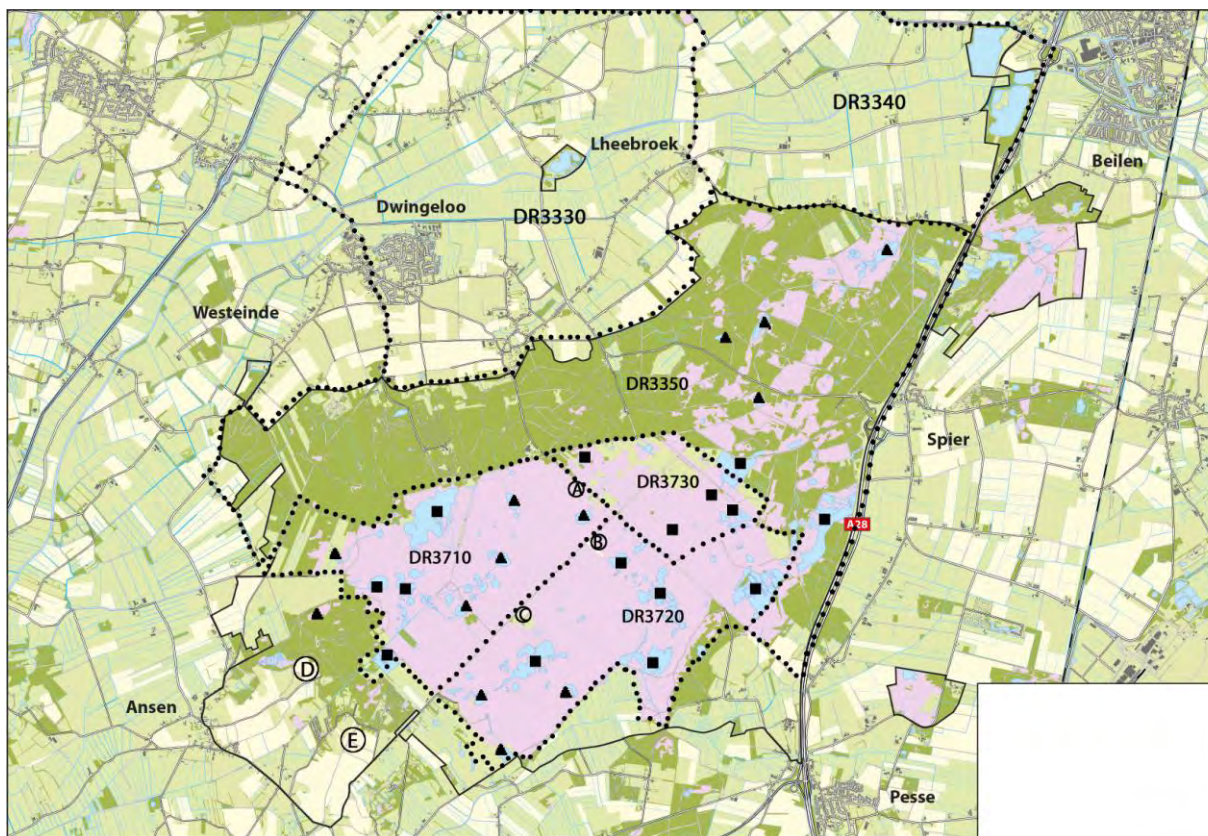 DR3340
Lheebroek
Beilen
Dwingeloo
DR3330
Westeinde
DR3350
Spier
DR3730
A
A28
B
DR3710
C
DR3720
D
Ansen
E
Pesse